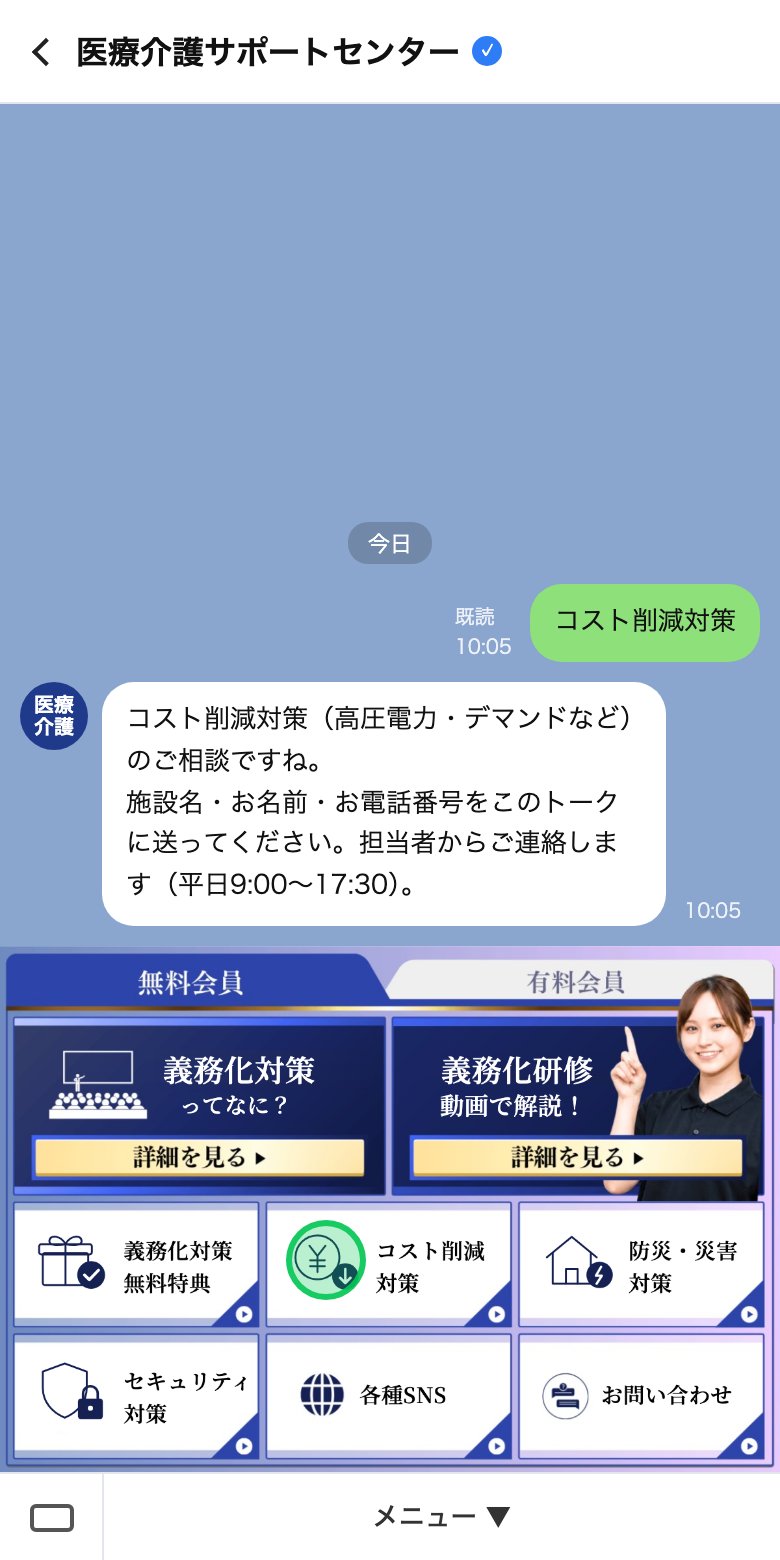 医療介護サポートセンター
今日
既読
10:05
コスト削減対策
医療
介護
コスト削減対策（高圧電力・デマンドなど）
のご相談ですね。
施設名・お名前・お電話番号をこのトーク
に送ってください。担当者からご連絡しま
す（平日9:00〜17:30）。
10:05
無料会員
有料会員
義務化対策
ってなに？
詳細を見る ▶
義務化研修
動画で解説！
詳細を見る ▶
義務化対策
無料特典
コスト削減
対策
防災・災害
対策
セキュリティ
対策
各種SNS
お問い合わせ
メニュー ▼